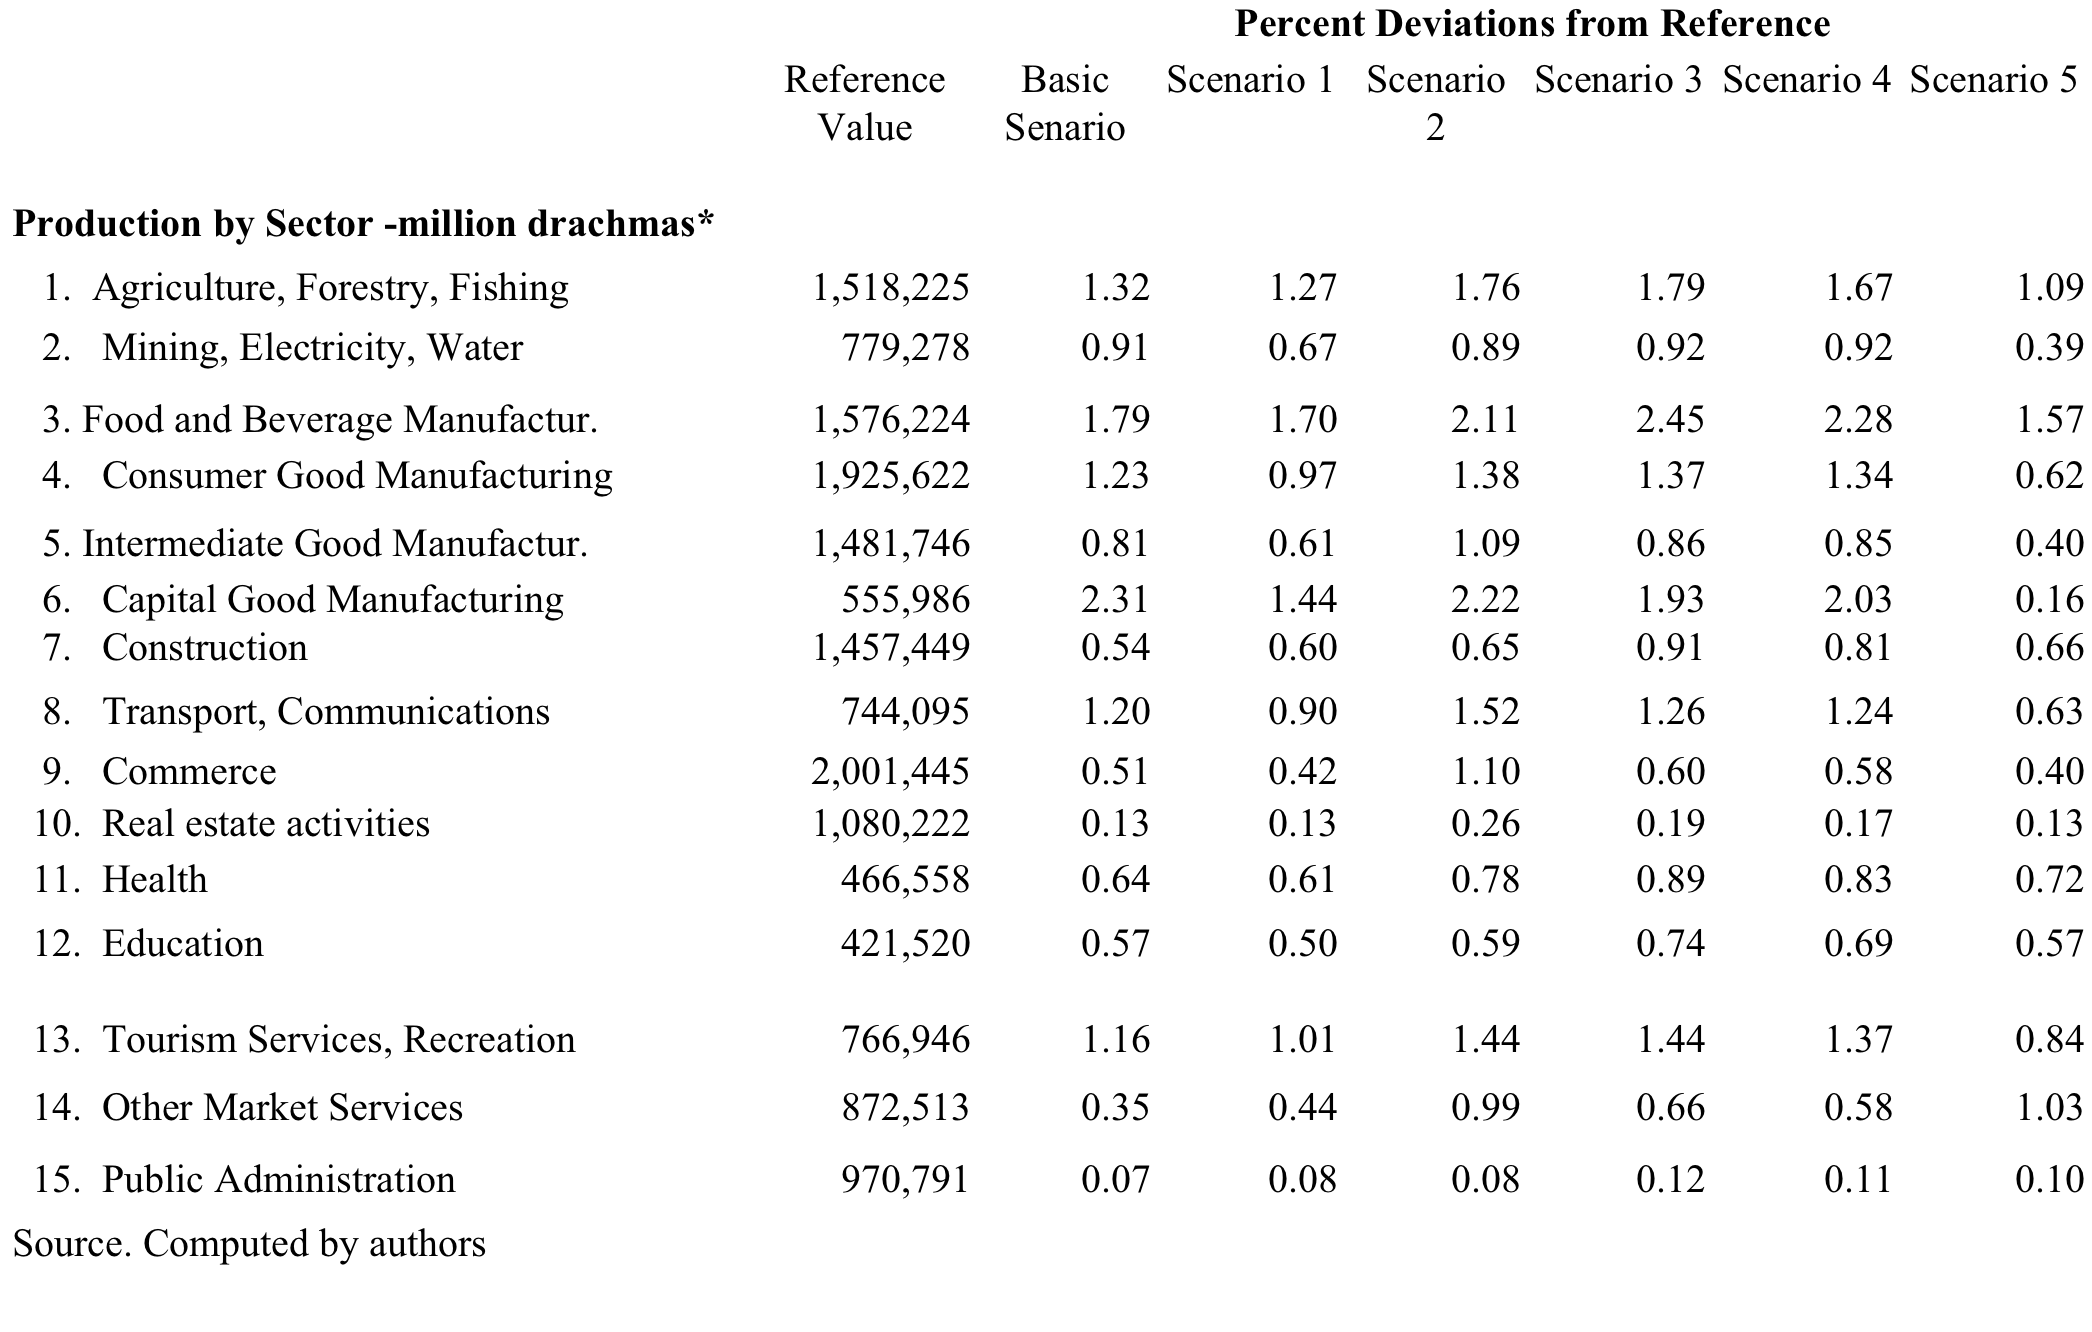 Percent Deviations from Reference
Reference Basic Scenario 1 Scenario Scenario 3 Scenario 4 Scenario 5
Value Senario 2
Production by Sector -million drachmas*
1. Agriculture, Forestry, Fishing 1,518,225 1.32 1.27 1.76 1.79 1.67 1.09
2. Mining, Electricity, Water 779,278 0.91 0.67 0.89 0.92 0.92 0.39
3. Food and Beverage Manufactur. 1,576,224 1.79 1.70 2.11 2.45 2.28 1.57
4. Consumer Good Manufacturing 1,925,622 1.23 0.97 1.38 1.37 1.34 0.62
5. Intermediate Good Manufactur. 1,481,746 0.81 0.61 1.09 0.86 0.85 0.40
6. Capital Good Manufacturing 555,986 2.31 1.44 2.22 1.93 2.03 0.16
7. Construction 1,457,449 0.54 0.60 0.65 0.91 0.81 0.66
8. Transport, Communications 744,095 1.20 0.90 1.52 1.26 1.24 0.63
9. Commerce 2,001,445 0.51 0.42 1.10 0.60 0.58 0.40
10. Real estate activities 1,080,222 0.13 0.13 0.26 0.19 0.17 0.13
11. Health 466,558 0.64 0.61 0.78 0.89 0.83 0.72
12. Education 421,520 0.57 0.50 0.59 0.74 0.69 0.57
13. Tourism Services, Recreation 766,946 1.16 1.01 1.44 1.44 1.37 0.84
14. Other Market Services 872,513 0.35 0.44 0.99 0.66 0.58 1.03
15. Public Administration 970,791 0.07 0.08 0.08 0.12 0.11 0.10
Source. Computed by authors